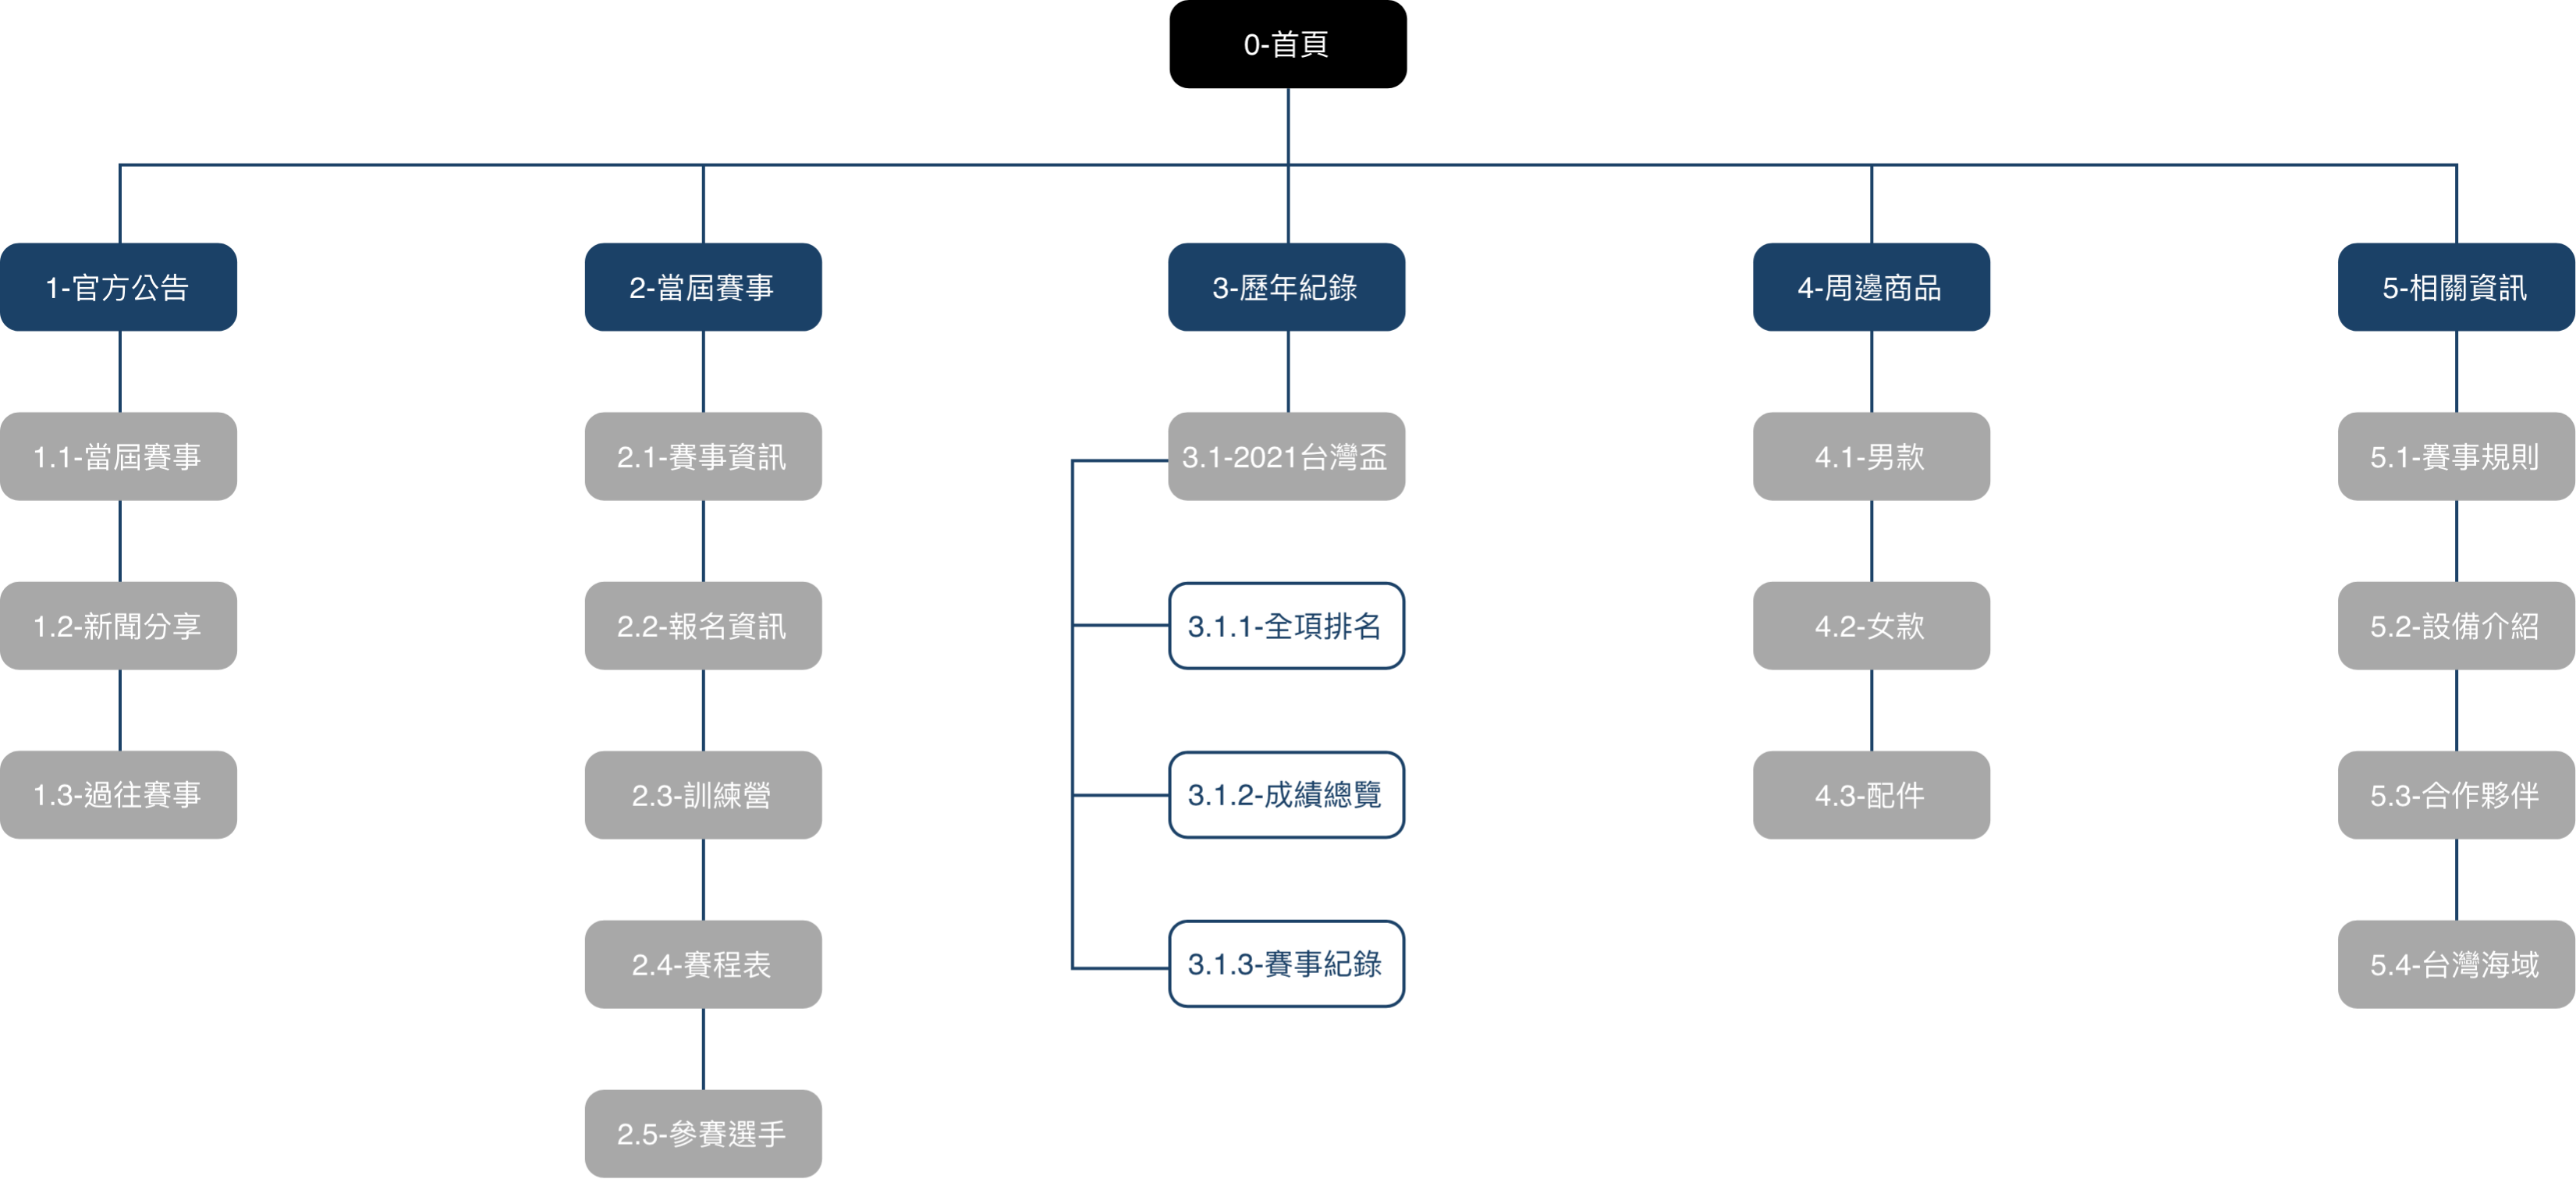 0-首頁
1-官方公告
2-當屆賽事
3-歷年紀錄
4-周邊商品
5-相關資訊
1.1-當屆賽事
2.1-賽事資訊
3.1-2021台灣盃
4.1-男款
5.1-賽事規則
1.2-新聞分享
2.2-報名資訊
3.1.1-全項排名
4.2-女款
5.2-設備介紹
1.3-過往賽事
2.3-訓練營
3.1.2-成績總覽
4.3-配件
5.3-合作夥伴
2.4-賽程表
3.1.3-賽事紀錄
5.4-台灣海域
2.5-參賽選手